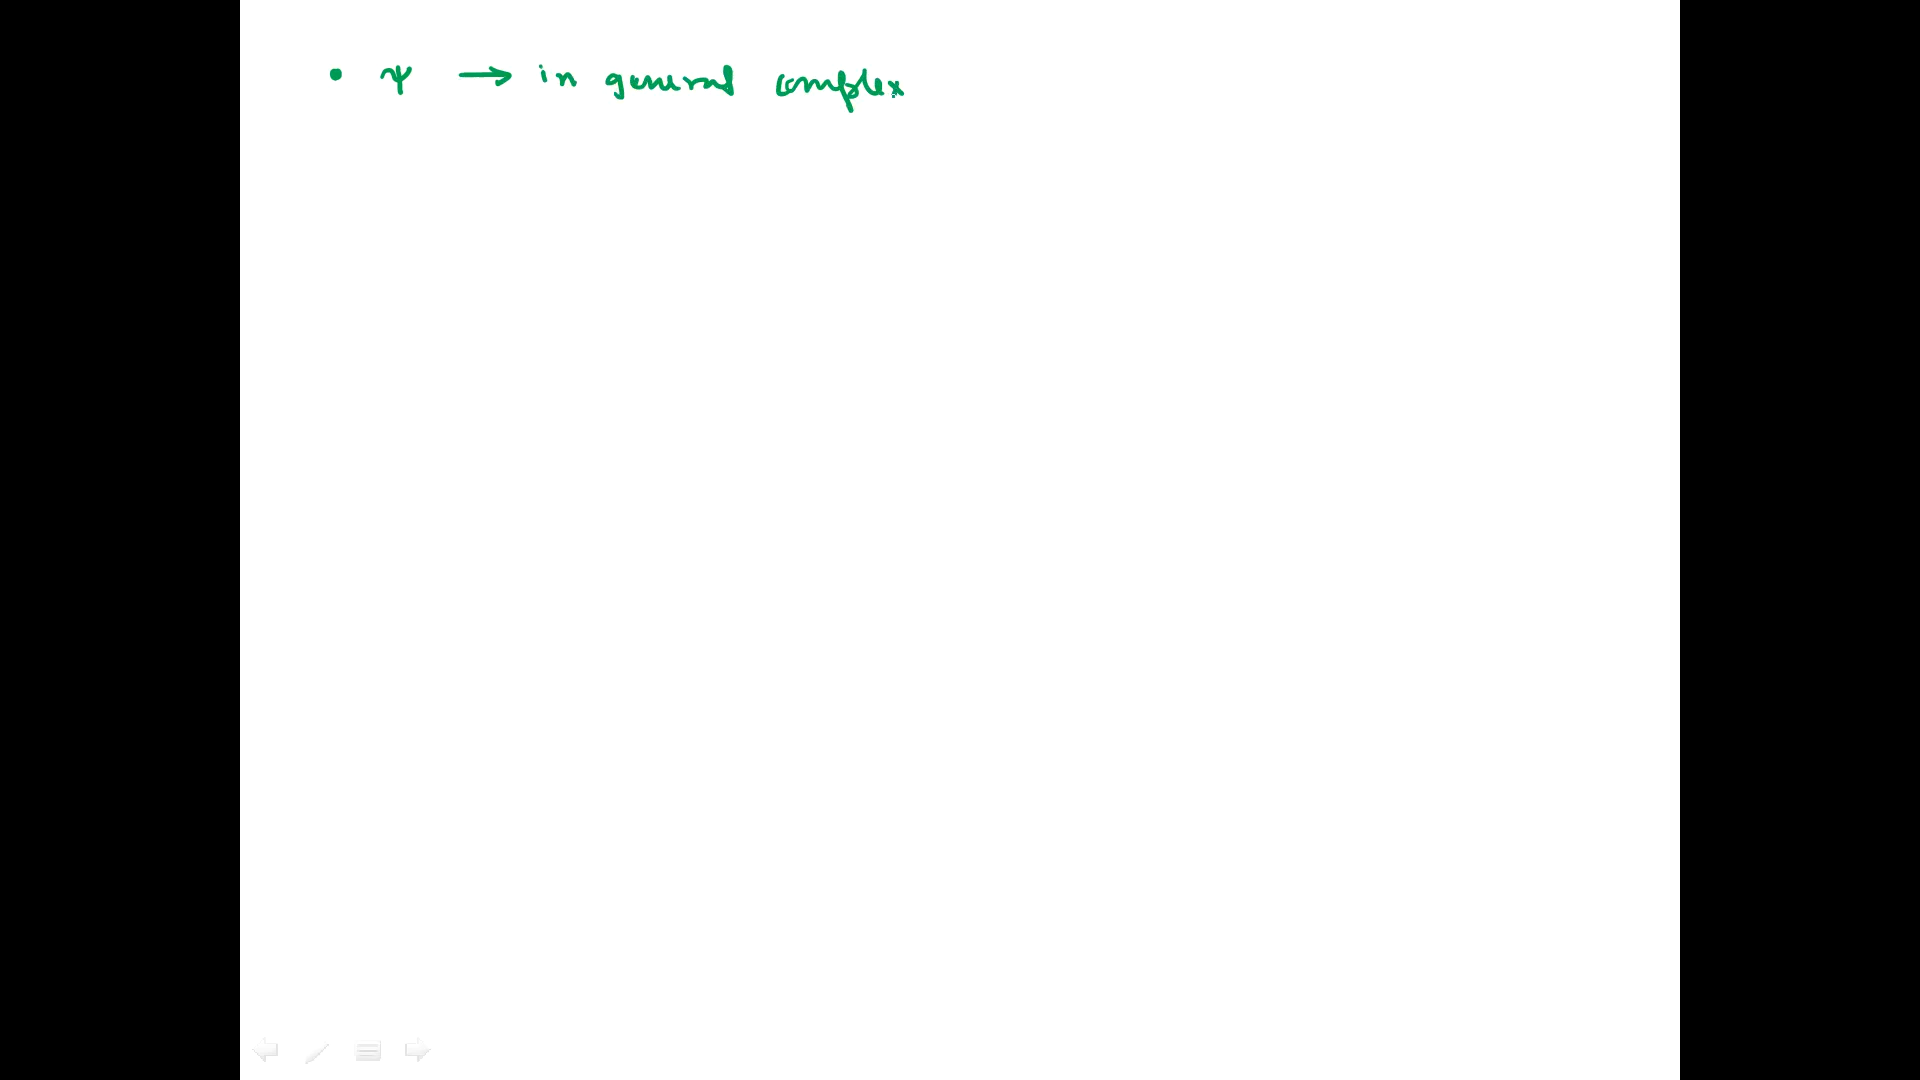 • ψ → in general complex